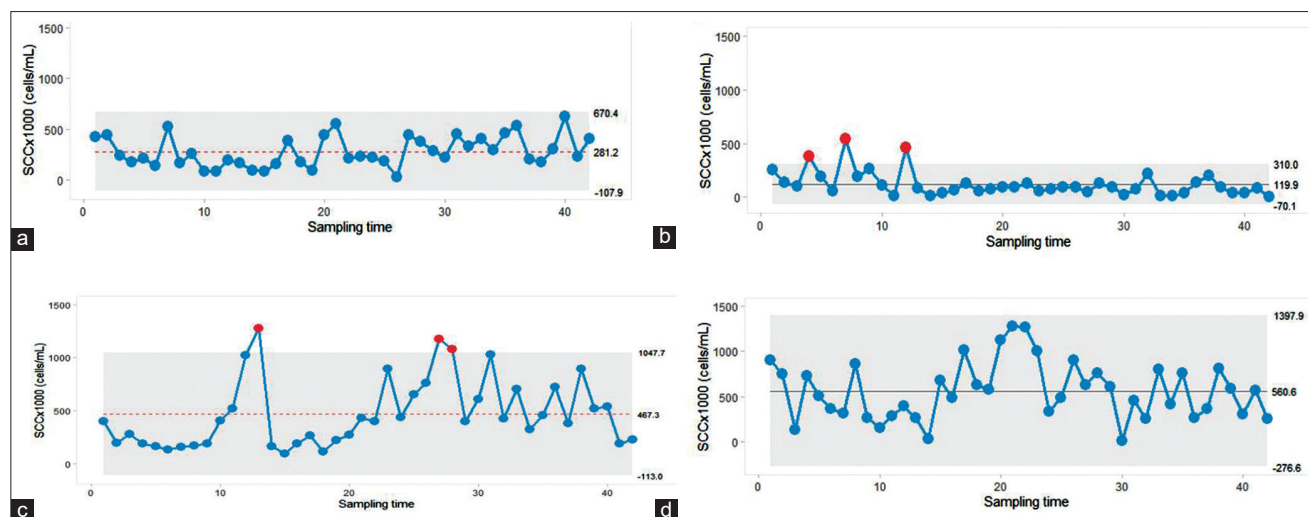 1500
1000
500
0
SCCx1000 (cells/mL)
670.4
281.2
-107.9
0 10 20 30 40
Sampling time
a
1500
1000
500
0
SCCx1000 (cells/mL)
310.0
119.9
-70.1
0 10 20 30 40
Sampling time
b
1500
1000
500
0
SCCx1000 (cells/mL)
1047.7
467.3
-113.0
0 10 20 30 40
Sampling time
c
1500
1000
500
0
SCCx1000 (cells/mL)
1397.9
560.6
-276.6
0 10 20 30 40
Sampling time
d